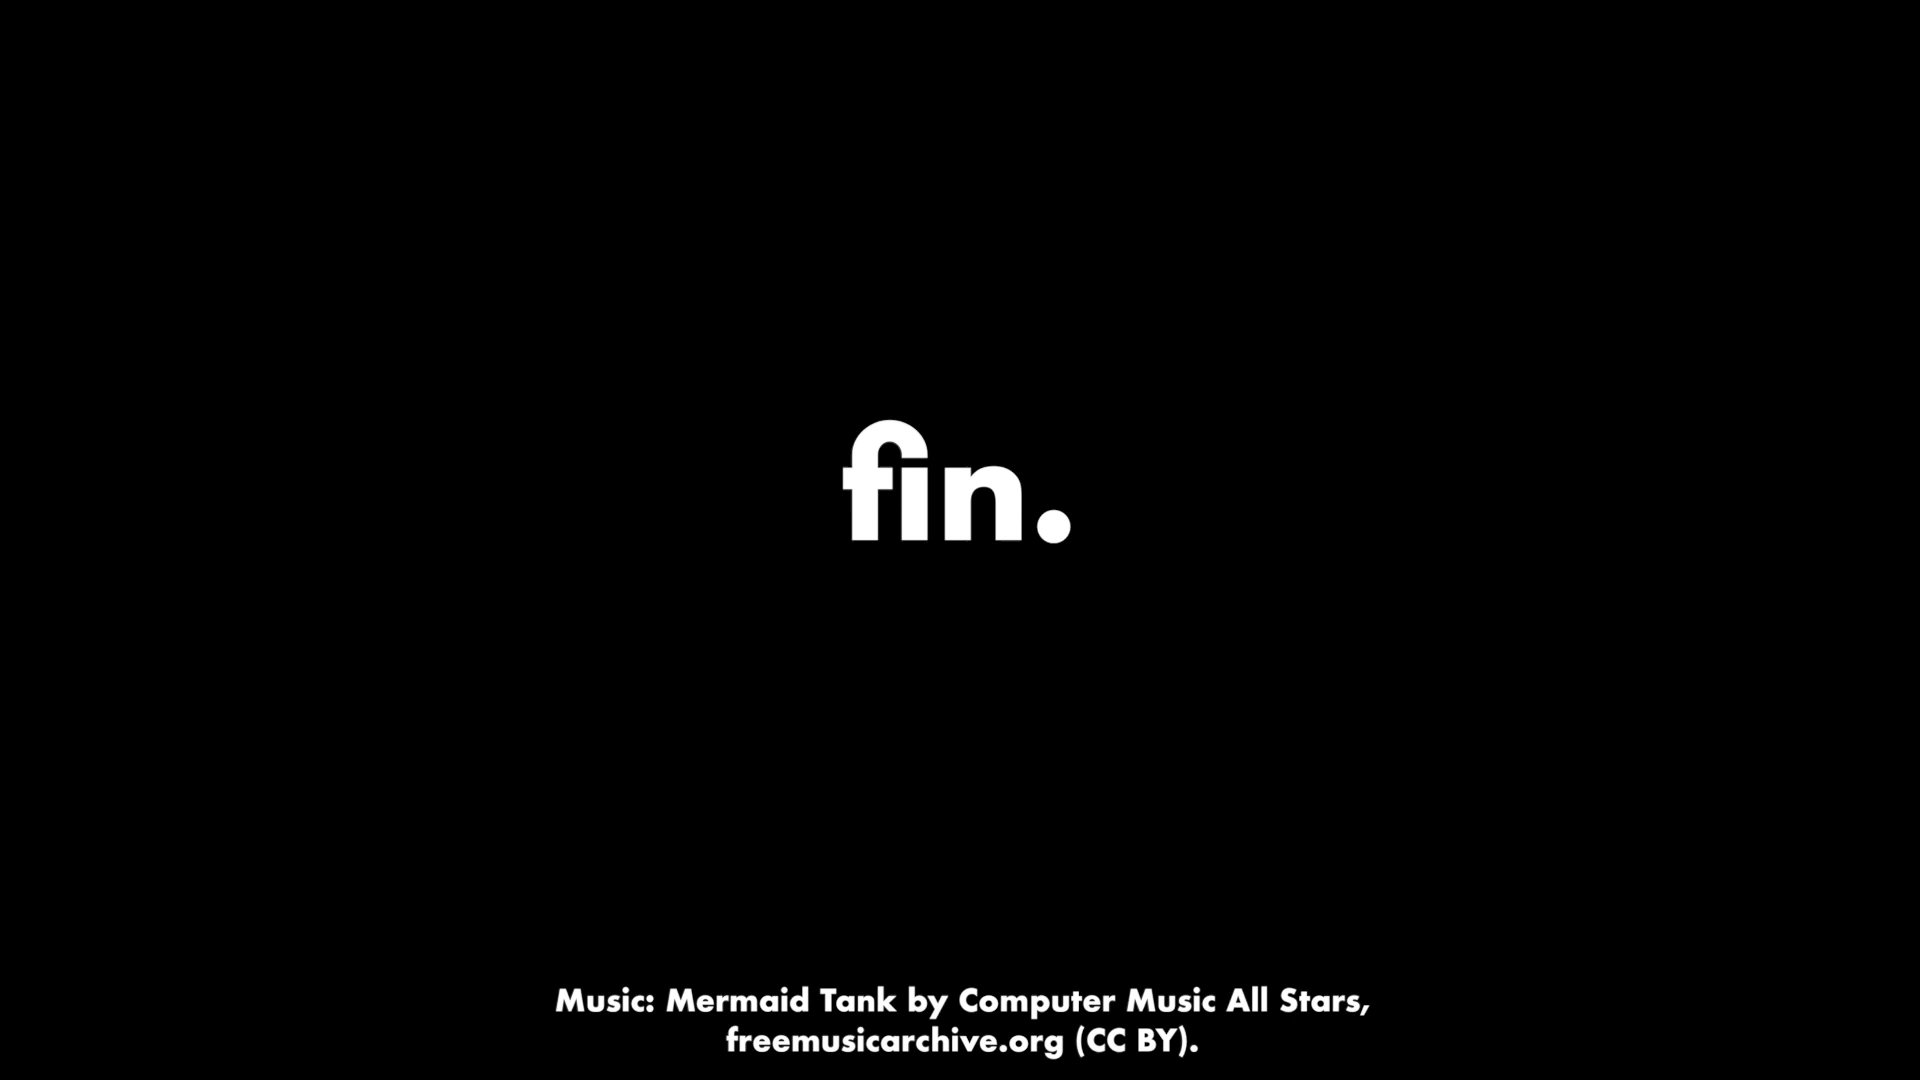 fin.
Music: Mermaid Tank by Computer Music All Stars,
freemusicarchive.org (CC BY).